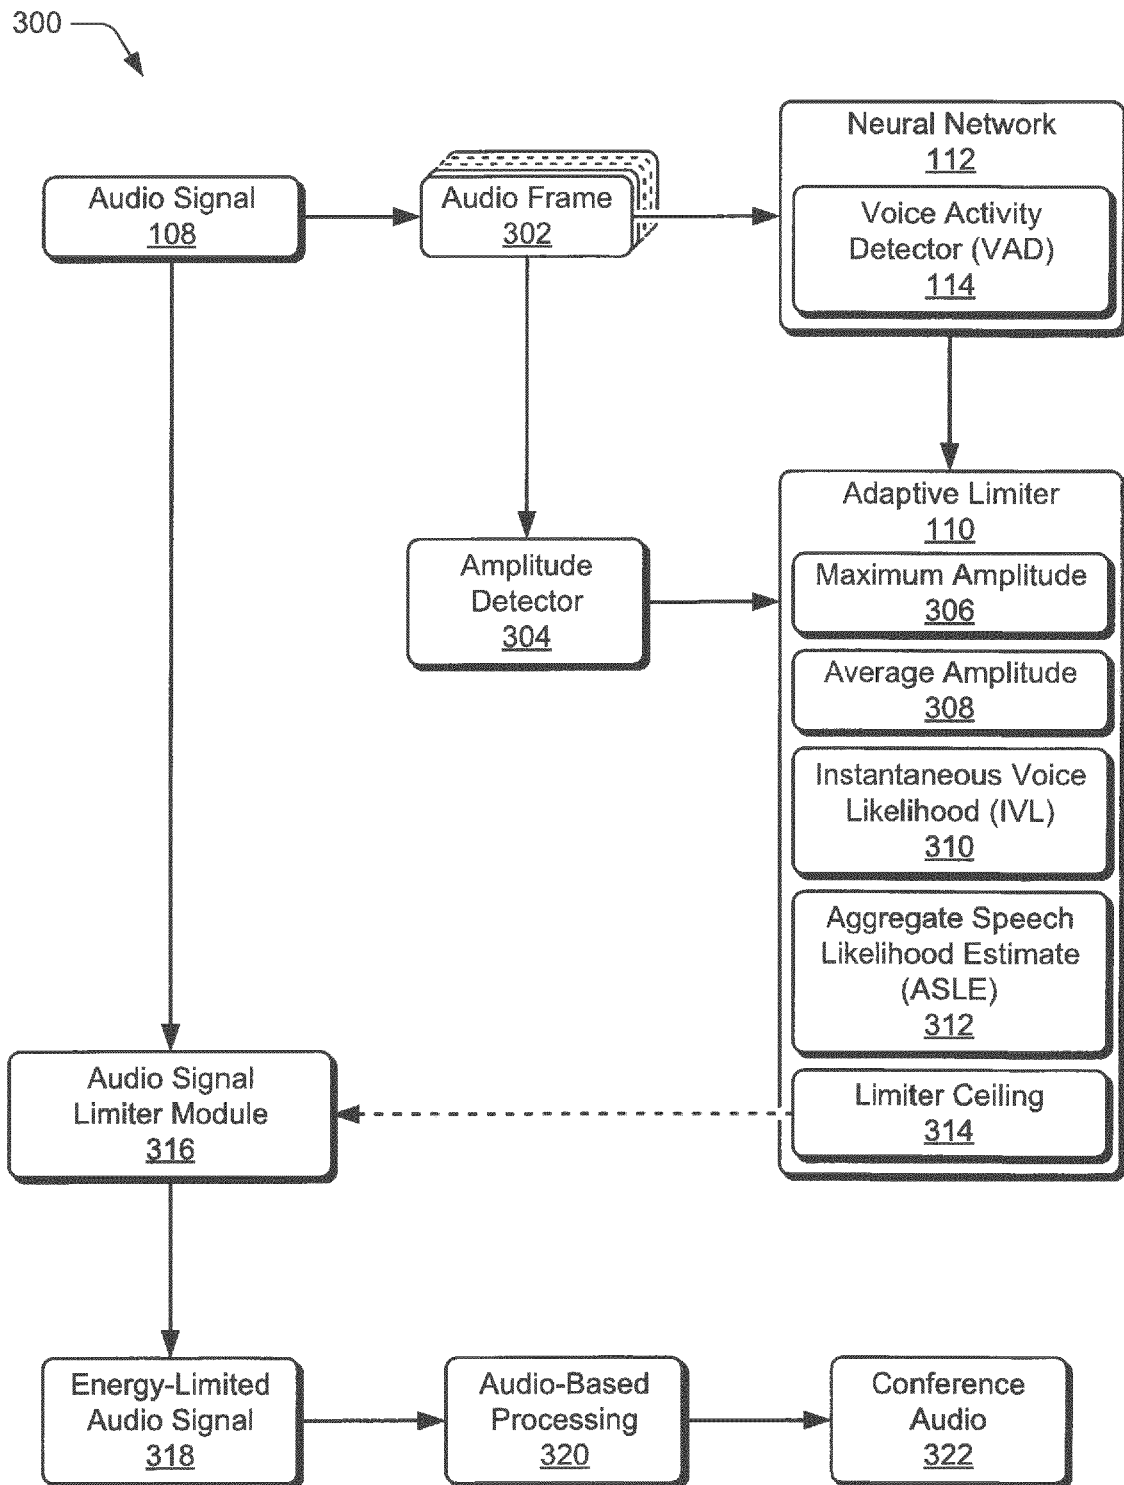 300
Audio Signal
108
Audio Frame
302
Neural Network
112
Voice Activity
Detector (VAD)
114
Amplitude
Detector
304
Adaptive Limiter
110
Maximum Amplitude
306
Average Amplitude
308
Instantaneous Voice
Likelihood (IVL)
310
Aggregate Speech
Likelihood Estimate
(ASLE)
312
Limiter Ceiling
314
Audio Signal
Limiter Module
316
Energy-Limited
Audio Signal
318
Audio-Based
Processing
320
Conference
Audio
322